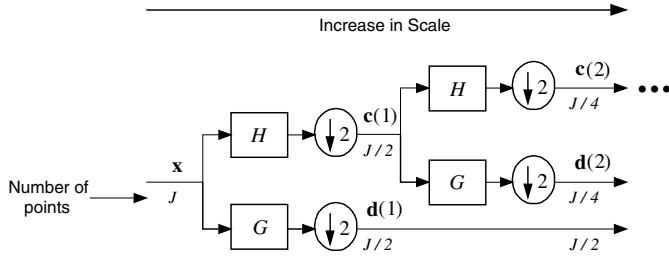 Increase in Scale
c(2)
H
↓2
J/4
•••
c(1)
H
↓2
J/2
x
J
Number of
points
G
↓2
d(2)
J/4
G
↓2
d(1)
J/2
J/2